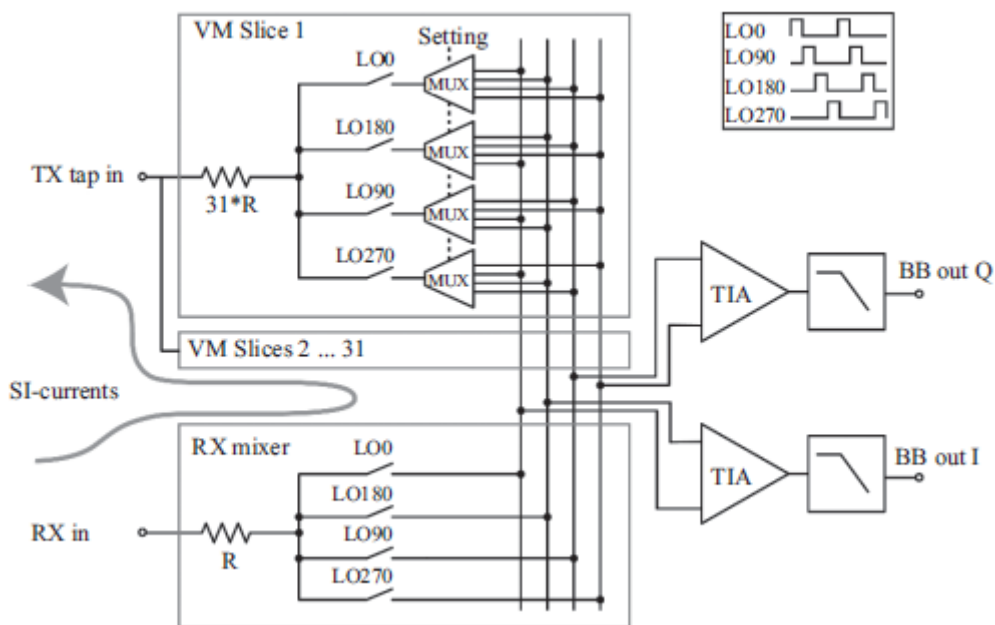 VM Slice 1
Setting
LO0
MUX
LO180
MUX
TX tap in
31*R
LO90
MUX
LO270
MUX
VM Slices 2 ... 31
SI-currents
RX mixer
LO0
LO180
RX in
R
LO90
LO270
LO0
LO90
LO180
LO270
TIA
BB out Q
TIA
BB out I